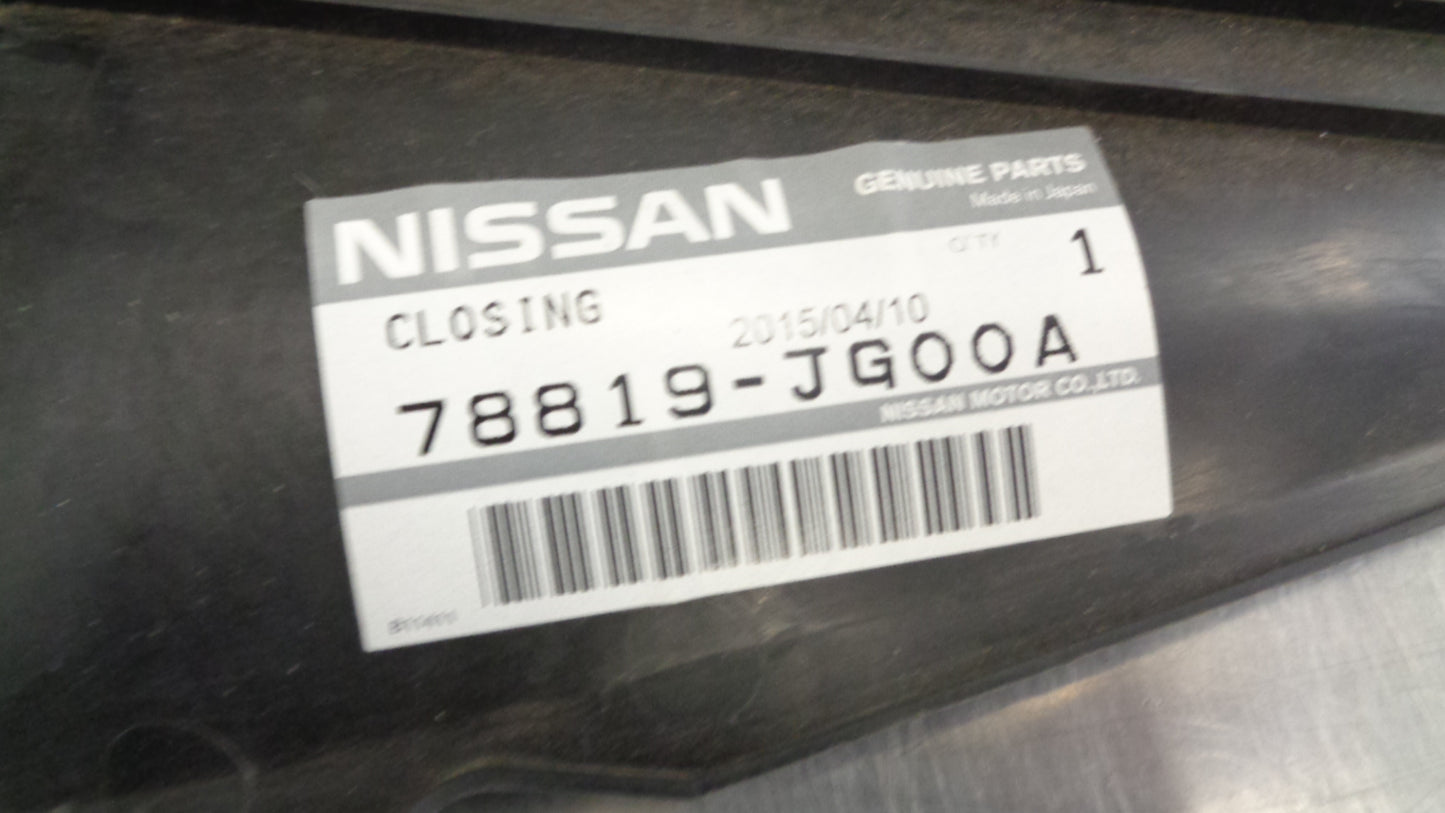 NISSAN
GENUINE PARTS
Made in Japan
Q'TY 1
CLOSING
2015/04/10
78819-JG00A
NISSAN MOTOR CO.,LTD.